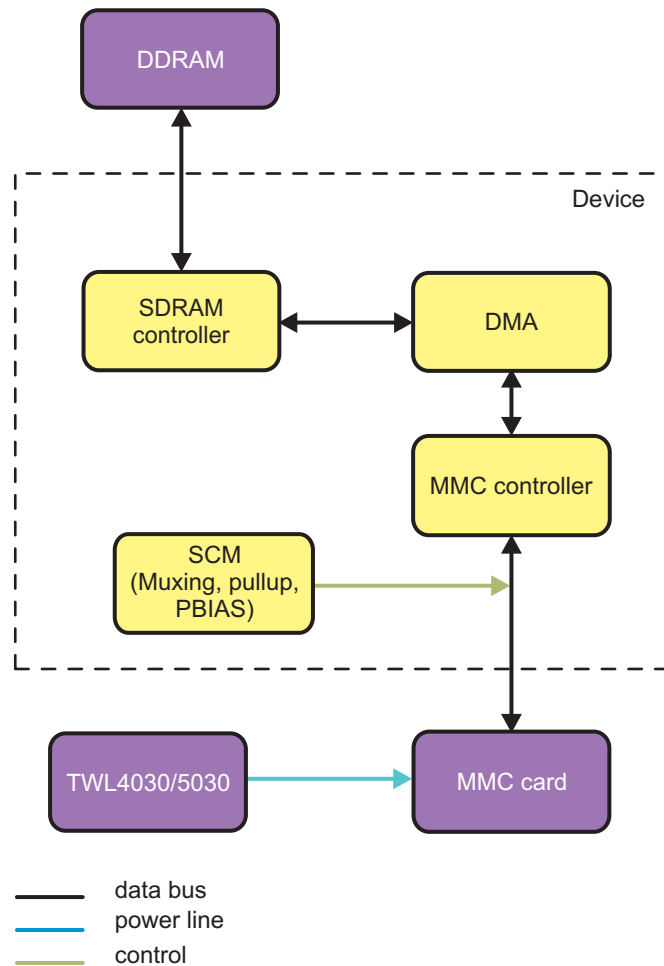 DDRAM
Device
SDRAM
controller
DMA
MMC controller
SCM
(Muxing, pullup,
PBIAS)
TWL4030/5030
MMC card
data bus
power line
control